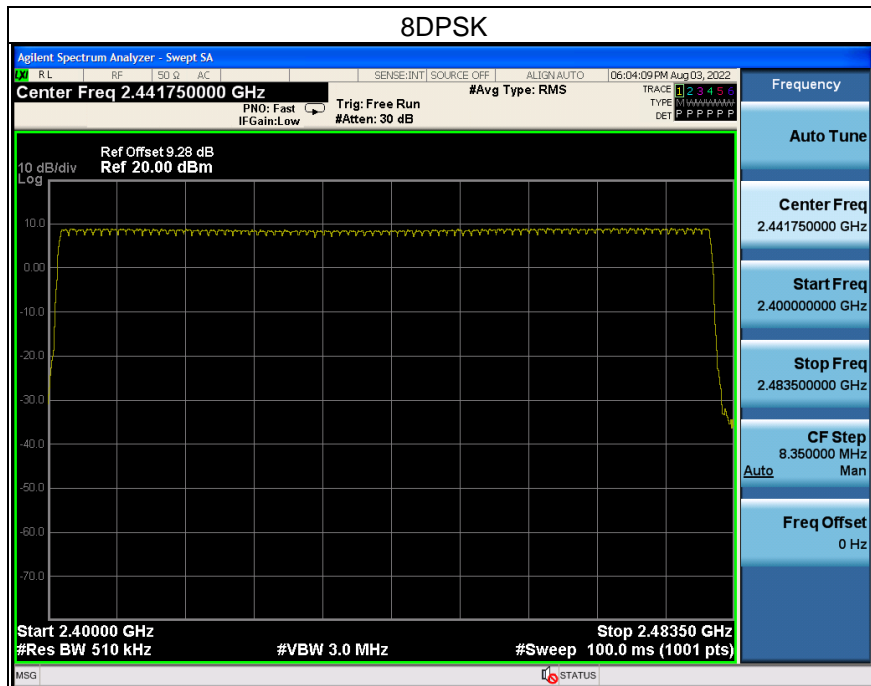 8DPSK
Agilent Spectrum Analyzer - Swept SA
LXI RL RF 50 Ω AC SENSE:INT SOURCE OFF ALIGN AUTO 06:04:09 PM Aug 03, 2022
Center Freq 2.441750000 GHz #Avg Type: RMS TRACE 1 2 3 4 5 6
PNO: Fast Trig: Free Run TYPE MWWWWW
IFGain:Low #Atten: 30 dB DET P P P P P P
Frequency
Ref Offset 9.28 dB
10 dB/div Ref 20.00 dBm
Log
10.0
0.00
-10.0
-20.0
-30.0
-40.0
-50.0
-60.0
-70.0
Start 2.40000 GHz Stop 2.48350 GHz
#Res BW 510 kHz #VBW 3.0 MHz #Sweep 100.0 ms (1001 pts)
Auto Tune
Center Freq
2.441750000 GHz
Start Freq
2.400000000 GHz
Stop Freq
2.483500000 GHz
CF Step
8.350000 MHz
Auto Man
Freq Offset
0 Hz
MSG STATUS